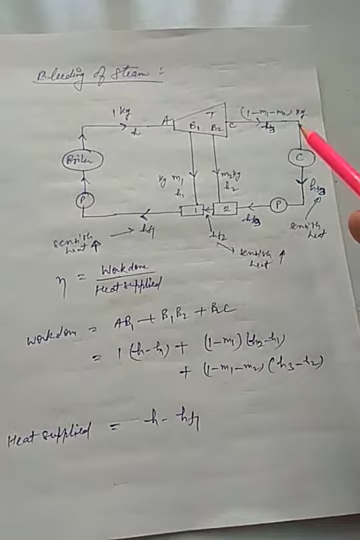 Bleeding of Steam :
1 kg
h
A
T
B1 B2
C
(1-m1-m2) kg
h3
Boiler
C
kg m1
h1
m2 kg
h2
hf3
P
1
2
P
hf3
sensible heat ↑
hf1
hf2
sensible heat ↑
sensible heat
η = Workdone / Heat supplied
Workdone = AB1 + B1B2 + B2C
= 1 (h-h1) + (1-m1) (h2-h1)
+ (1-m1-m2) (h3-h2)
Heat supplied = h - hf1